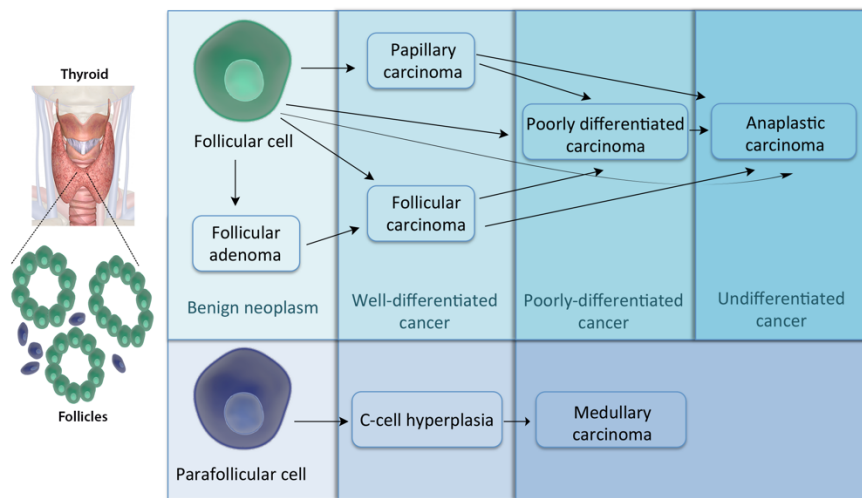 Thyroid
Follicles
Follicular cell
Papillary
carcinoma
Poorly differentiated
carcinoma
Anaplastic
carcinoma
Follicular
adenoma
Follicular
carcinoma
Benign neoplasm
Well-differentiated
cancer
Poorly-differentiated
cancer
Undifferentiated
cancer
Parafollicular cell
C-cell hyperplasia
Medullary
carcinoma